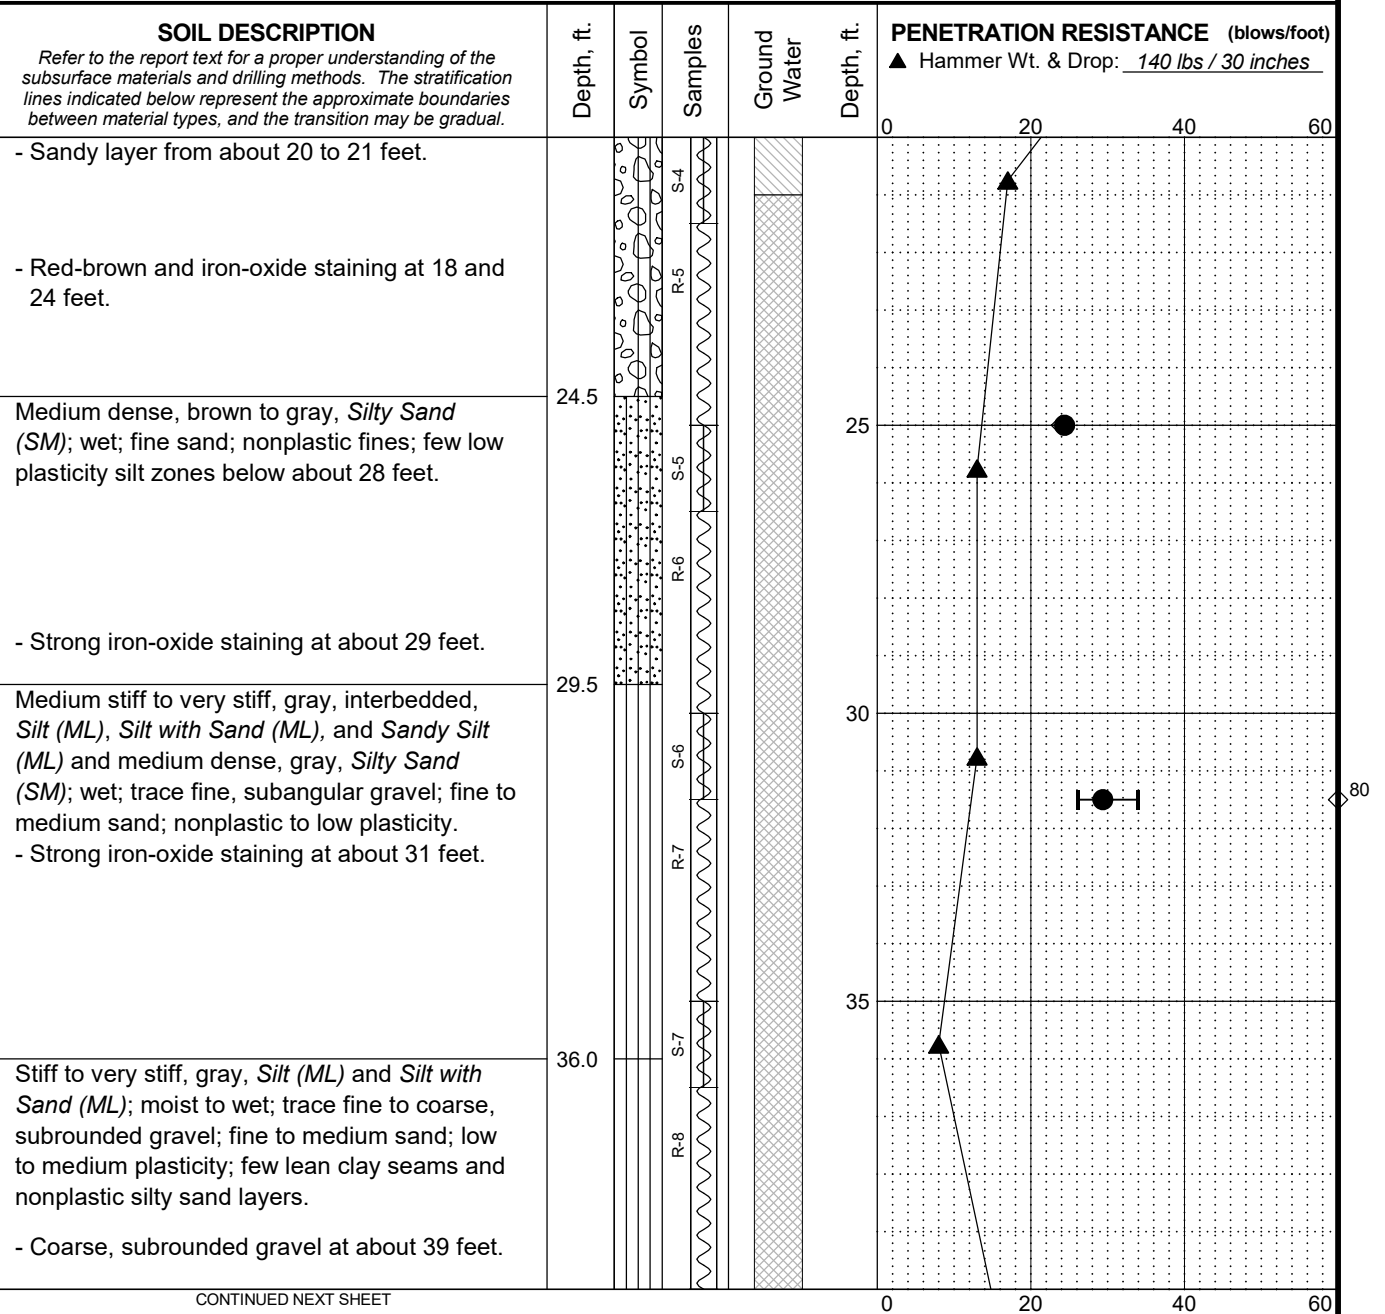 SOIL DESCRIPTION
Refer to the report text for a proper understanding of the
subsurface materials and drilling methods. The stratification
lines indicated below represent the approximate boundaries
between material types, and the transition may be gradual.
Depth, ft.
Symbol
Samples
Ground
Water
Depth, ft.
PENETRATION RESISTANCE (blows/foot)
▲ Hammer Wt. & Drop: 140 lbs / 30 inches
0 20 40 60
- Sandy layer from about 20 to 21 feet.
S-4
- Red-brown and iron-oxide staining at 18 and
24 feet.
R-5
24.5
Medium dense, brown to gray, Silty Sand
(SM); wet; fine sand; nonplastic fines; few low
plasticity silt zones below about 28 feet.
25
S-5
R-6
- Strong iron-oxide staining at about 29 feet.
29.5
Medium stiff to very stiff, gray, interbedded,
Silt (ML), Silt with Sand (ML), and Sandy Silt
(ML) and medium dense, gray, Silty Sand
(SM); wet; trace fine, subangular gravel; fine to
medium sand; nonplastic to low plasticity.
- Strong iron-oxide staining at about 31 feet.
30
S-6
80
R-7
35
S-7
36.0
Stiff to very stiff, gray, Silt (ML) and Silt with
Sand (ML); moist to wet; trace fine to coarse,
subrounded gravel; fine to medium sand; low
to medium plasticity; few lean clay seams and
nonplastic silty sand layers.
R-8
- Coarse, subrounded gravel at about 39 feet.
CONTINUED NEXT SHEET
0 20 40 60